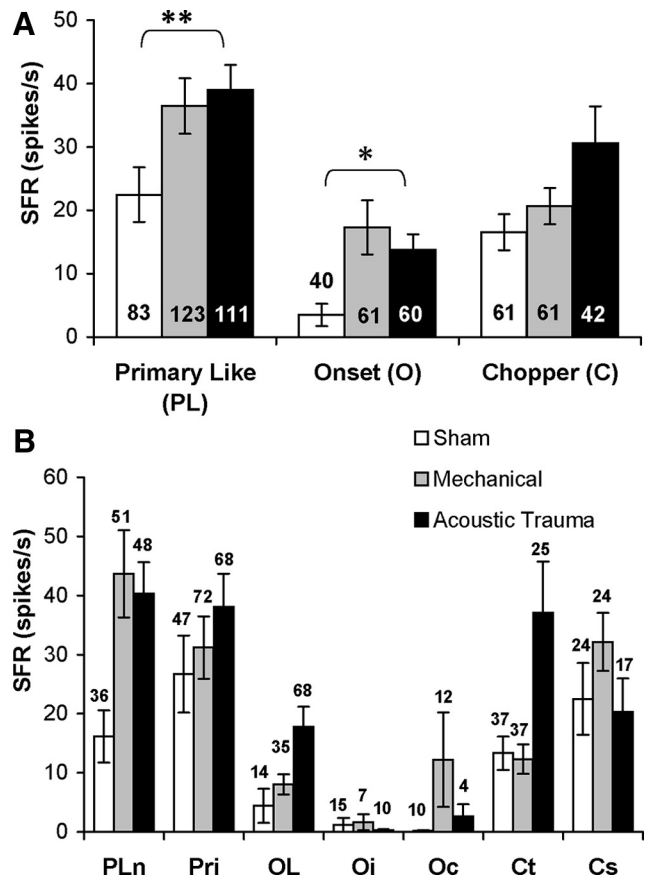 A
SFR (spikes/s)
50
40
30
20
10
0
**
*
83 123 111
40 61 60
61 61 42
Primary Like
(PL)
Onset (O)
Chopper (C)
B
Sham
Mechanical
Acoustic Trauma
SFR (spikes/s)
60
50
40
30
20
10
0
36 51 48
47 72 68
14 35 68
15 7 10
10 12 4
37 37 25
24 24 17
PLn Pri OL Oi Oc Ct Cs